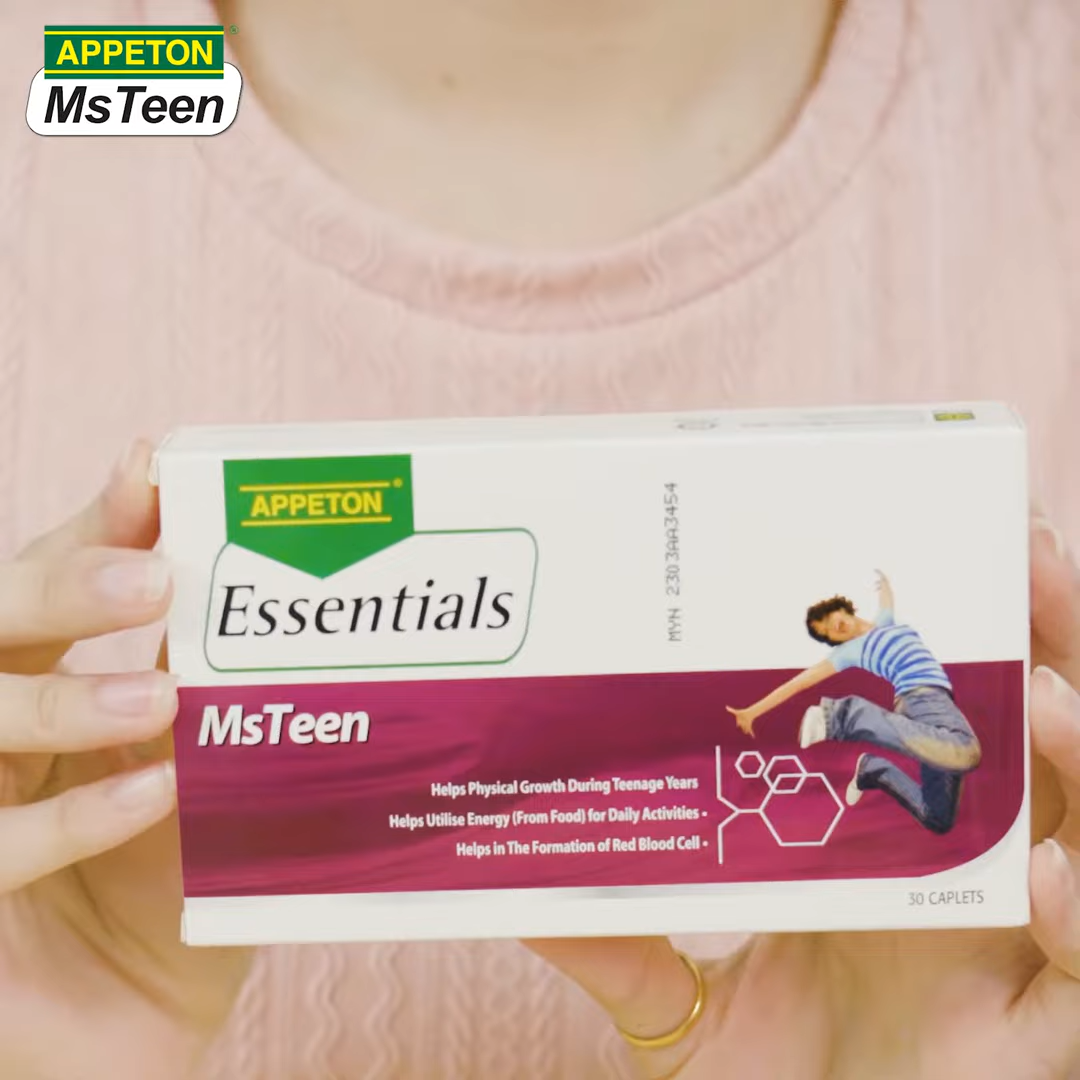 APPETON®
MsTeen
APPETON®
Essentials
MYN 2303AA3454
MsTeen
Helps Physical Growth During Teenage Years
Helps Utilise Energy (From Food) for Daily Activities •
Helps in The Formation of Red Blood Cell •
30 CAPLETS